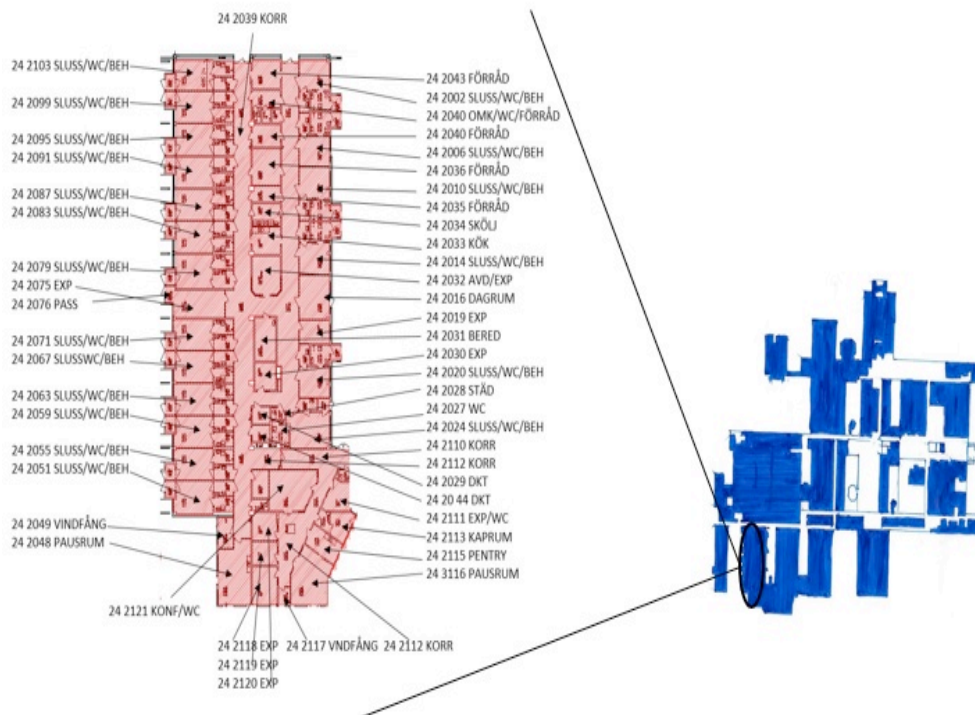 24 2039 KORR
24 2103 SLUSS/WC/BEH
24 2099 SLUSS/WC/BEH
24 2095 SLUSS/WC/BEH
24 2091 SLUSS/WC/BEH
24 2087 SLUSS/WC/BEH
24 2083 SLUSS/WC/BEH
24 2079 SLUSS/WC/BEH
24 2075 EXP
24 2076 PASS
24 2071 SLUSS/WC/BEH
24 2067 SLUSSWC/BEH
24 2063 SLUSS/WC/BEH
24 2059 SLUSS/WC/BEH
24 2055 SLUSS/WC/BEH
24 2051 SLUSS/WC/BEH
24 2049 VINDFÅNG
24 2048 PAUSRUM
24 2121 KONF/WC
24 2043 FÖRRÅD
24 2002 SLUSS/WC/BEH
24 2040 OMK/WC/FÖRRÅD
24 2040 FÖRRÅD
24 2006 SLUSS/WC/BEH
24 2036 FÖRRÅD
24 2010 SLUSS/WC/BEH
24 2035 FÖRRÅD
24 2034 SKÖLJ
24 2033 KÖK
24 2014 SLUSS/WC/BEH
24 2032 AVD/EXP
24 2016 DAGRUM
24 2019 EXP
24 2031 BERED
24 2030 EXP
24 2020 SLUSS/WC/BEH
24 2028 STÄD
24 2027 WC
24 2024 SLUSS/WC/BEH
24 2110 KORR
24 2112 KORR
24 2029 DKT
24 20 44 DKT
24 2111 EXP/WC
24 2113 KAPRUM
24 2115 PENTRY
24 3116 PAUSRUM
24 2118 EXP
24 2119 EXP
24 2120 EXP
24 2117 VNDFÅNG
24 2112 KORR